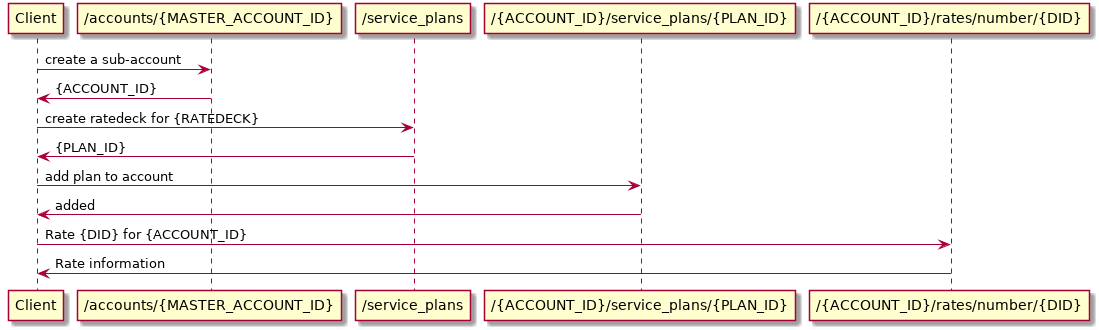 Client
/accounts/{MASTER_ACCOUNT_ID}
/service_plans
/{ACCOUNT_ID}/service_plans/{PLAN_ID}
/{ACCOUNT_ID}/rates/number/{DID}
create a sub-account
{ACCOUNT_ID}
create ratedeck for {RATEDECK}
{PLAN_ID}
add plan to account
added
Rate {DID} for {ACCOUNT_ID}
Rate information
Client
/accounts/{MASTER_ACCOUNT_ID}
/service_plans
/{ACCOUNT_ID}/service_plans/{PLAN_ID}
/{ACCOUNT_ID}/rates/number/{DID}